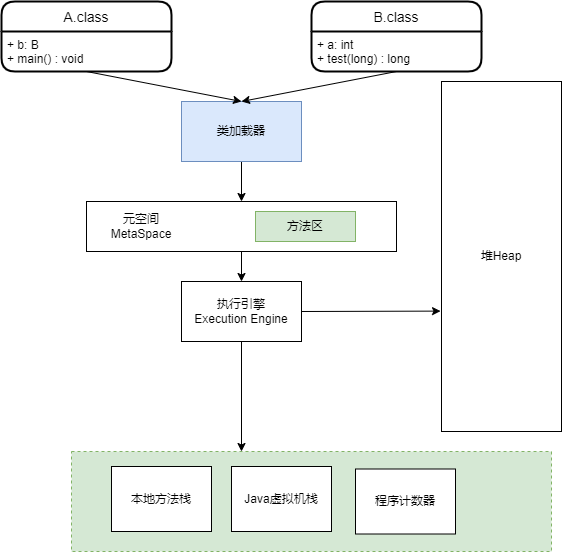 A.class
+ b: B
+ main() : void
B.class
+ a: int
+ test(long) : long
类加载器
元空间
MetaSpace
方法区
执行引擎
Execution Engine
堆Heap
本地方法栈
Java虚拟机栈
程序计数器